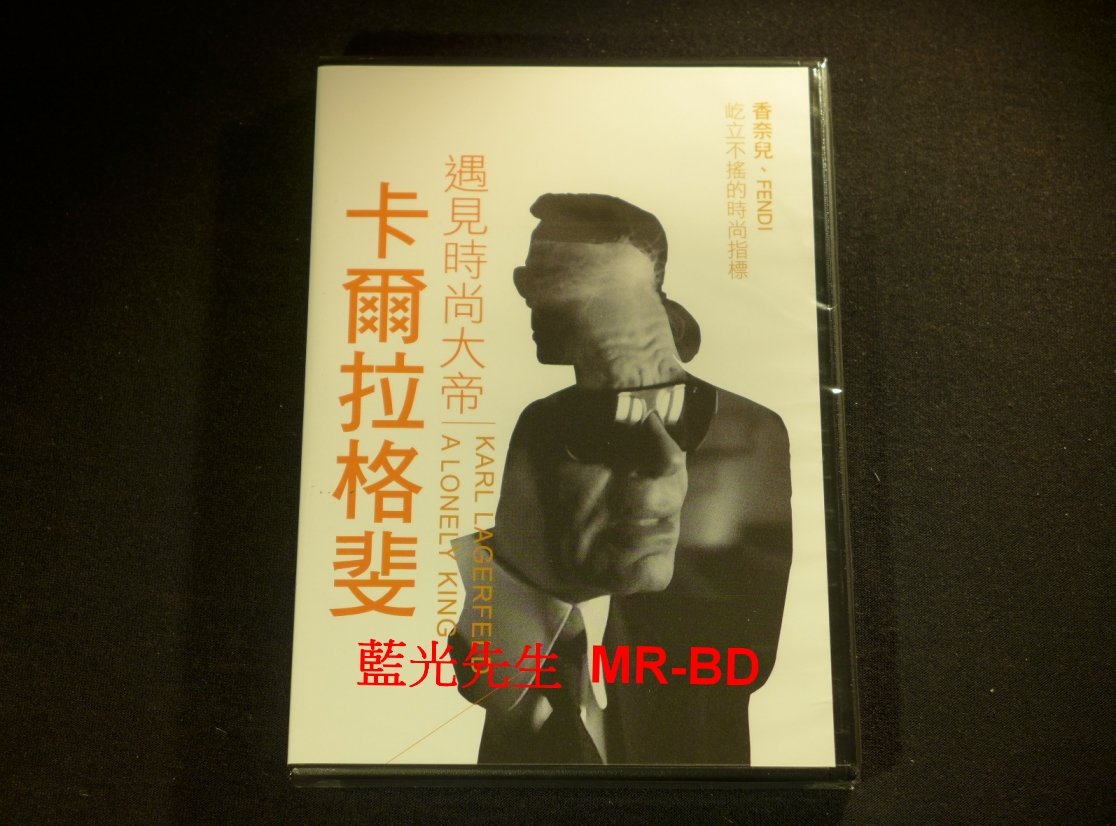 香奈兒、FENDI
屹立不搖的時尚指標
遇見時尚大帝
KARL LAGERFELD
A LONELY KING
卡爾拉格斐
藍光先生 MR-BD